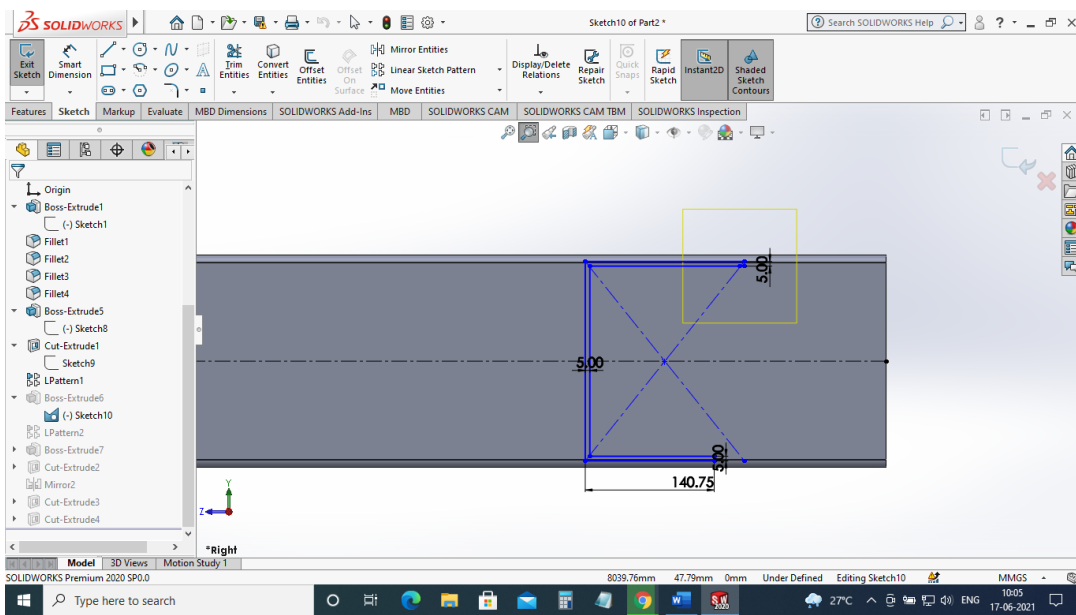 SOLIDWORKS
Sketch10 of Part2 *
Search SOLIDWORKS Help
Exit Sketch
Smart Dimension
Trim Entities
Convert Entities
Offset Entities
Offset On Surface
Mirror Entities
Linear Sketch Pattern
Move Entities
Display/Delete Relations
Repair Sketch
Quick Snaps
Rapid Sketch
Instant2D
Shaded Sketch Contours
Features Sketch Markup Evaluate MBD Dimensions SOLIDWORKS Add-Ins MBD SOLIDWORKS CAM SOLIDWORKS CAM TBM SOLIDWORKS Inspection
Origin
Boss-Extrude1
(-) Sketch1
Fillet1
Fillet2
Fillet3
Fillet4
Boss-Extrude5
(-) Sketch8
Cut-Extrude1
Sketch9
LPattern1
Boss-Extrude6
(-) Sketch10
LPattern2
Boss-Extrude7
Cut-Extrude2
Mirror2
Cut-Extrude3
Cut-Extrude4
5.00
5.00
5.00
140.75
Y
Z
*Right
Model 3D Views Motion Study 1
SOLIDWORKS Premium 2020 SP0.0 8039.76mm 47.79mm 0mm Under Defined Editing Sketch10 MMGS
Type here to search
27°C ENG 10:05
17-06-2021